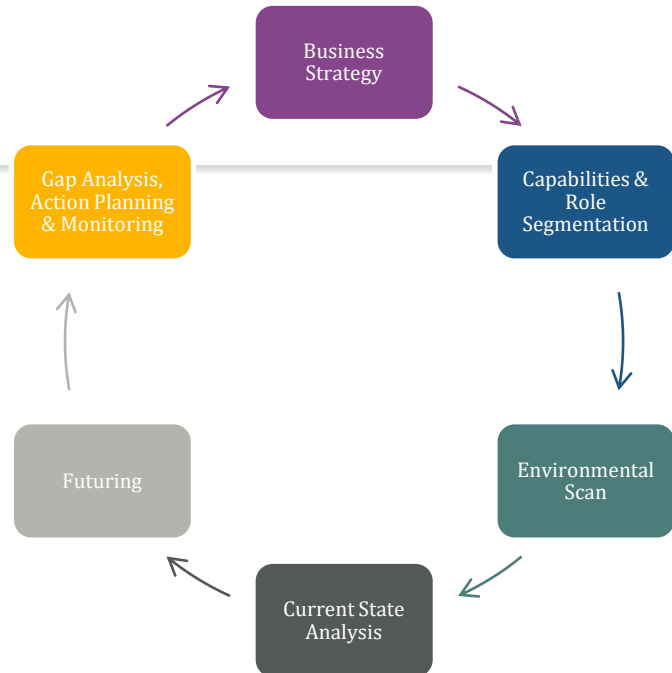 Business
Strategy
Capabilities &
Role
Segmentation
Environmental
Scan
Current State
Analysis
Futuring
Gap Analysis,
Action Planning
& Monitoring